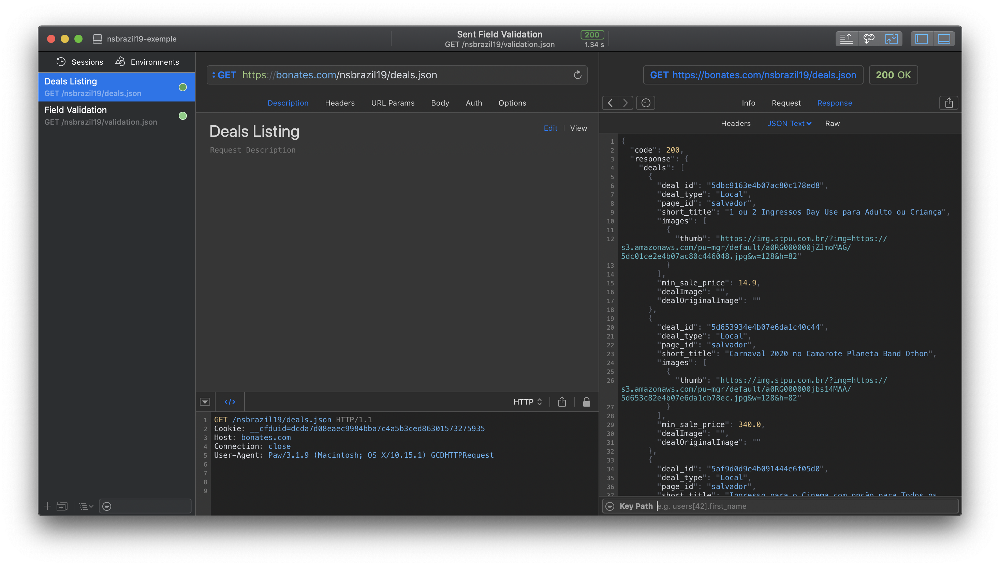 nsbrazil19-exemple
Sent Field Validation
200
GET /nsbrazil19/validation.json
1.34 s
Sessions
Environments
Deals Listing
GET /nsbrazil19/deals.json
Field Validation
GET /nsbrazil19/validation.json
GET https://bonates.com/nsbrazil19/deals.json
Description Headers URL Params Body Auth Options
Deals Listing
Edit | View
Request Description
HTTP
1 GET /nsbrazil19/deals.json HTTP/1.1
2 Cookie: __cfduid=dcda7d08eaec9984bba7c4a5b3ced86301573275935
3 Host: bonates.com
4 Connection: close
5 User-Agent: Paw/3.1.9 (Macintosh; OS X/10.15.1) GCDHTTPRequest
6
7
8
9
GET https://bonates.com/nsbrazil19/deals.json
200 OK
Info Request Response
Headers JSON Text Raw
1 {
2 "code": 200,
3 "response": {
4 "deals": [
5 {
6 "deal_id": "5dbc9163e4b07ac80c178ed8",
7 "deal_type": "Local",
8 "page_id": "salvador",
9 "short_title": "1 ou 2 Ingressos Day Use para Adulto ou Criança",
10 "images": [
11 {
12 "thumb": "https://img.stpu.com.br/?img=https://
s3.amazonaws.com/pu-mgr/default/a0RG000000jZJmoMAG/
5dc01ce2e4b07ac80c446048.jpg&w=128&h=82"
13 }
14 ],
15 "min_sale_price": 14.9,
16 "dealImage": "",
17 "dealOriginalImage": ""
18 },
19 {
20 "deal_id": "5d653934e4b07e6da1c40c44",
21 "deal_type": "Local",
22 "page_id": "salvador",
23 "short_title": "Carnaval 2020 no Camarote Planeta Band Othon",
24 "images": [
25 {
26 "thumb": "https://img.stpu.com.br/?img=https://
s3.amazonaws.com/pu-mgr/default/a0RG000000jbs14MAA/
5d653c82e4b07e6da1cb78ec.jpg&w=128&h=82"
27 }
28 ],
29 "min_sale_price": 340.0,
30 "dealImage": "",
31 "dealOriginalImage": ""
32 },
33 {
34 "deal_id": "5af9d0d9e4b091444e6f05d0",
35 "deal_type": "Local",
36 "page_id": "salvador",
37 "short_title": "Ingresso para o Cinema com opção para Todos os
Key Path e.g. users[42].first_name